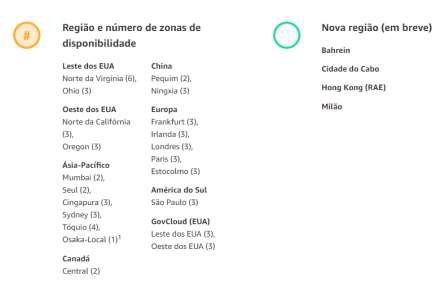 #
Região e número de zonas de
disponibilidade
Leste dos EUA
Norte da Virgínia (6),
Ohio (3)
Oeste dos EUA
Norte da Califórnia
(3),
Oregon (3)
Ásia-Pacífico
Mumbai (2),
Seul (2),
Cingapura (3),
Sydney (3),
Tóquio (4),
Osaka-Local (1)¹
Canadá
Central (2)
China
Pequim (2),
Ningxia (3)
Europa
Frankfurt (3),
Irlanda (3),
Londres (3),
Paris (3),
Estocolmo (3)
América do Sul
São Paulo (3)
GovCloud (EUA)
Leste dos EUA (3),
Oeste dos EUA (3)
Nova região (em breve)
Bahrein
Cidade do Cabo
Hong Kong (RAE)
Milão